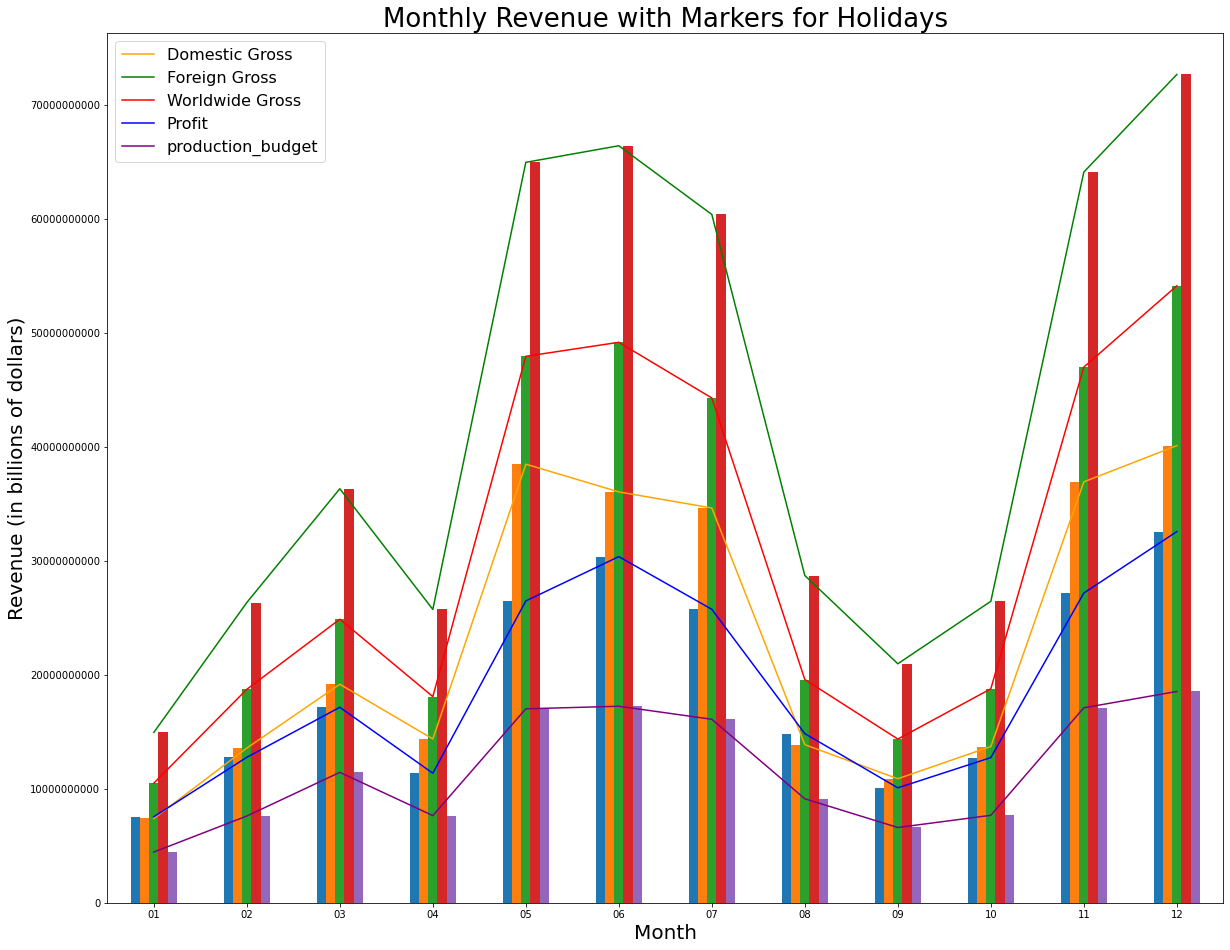 Monthly Revenue with Markers for Holidays
Domestic Gross
Foreign Gross
Worldwide Gross
Profit
production_budget
Revenue (in billions of dollars)
70000000000
60000000000
50000000000
40000000000
30000000000
20000000000
10000000000
0
01 02 03 04 05 06 07 08 09 10 11 12
Month